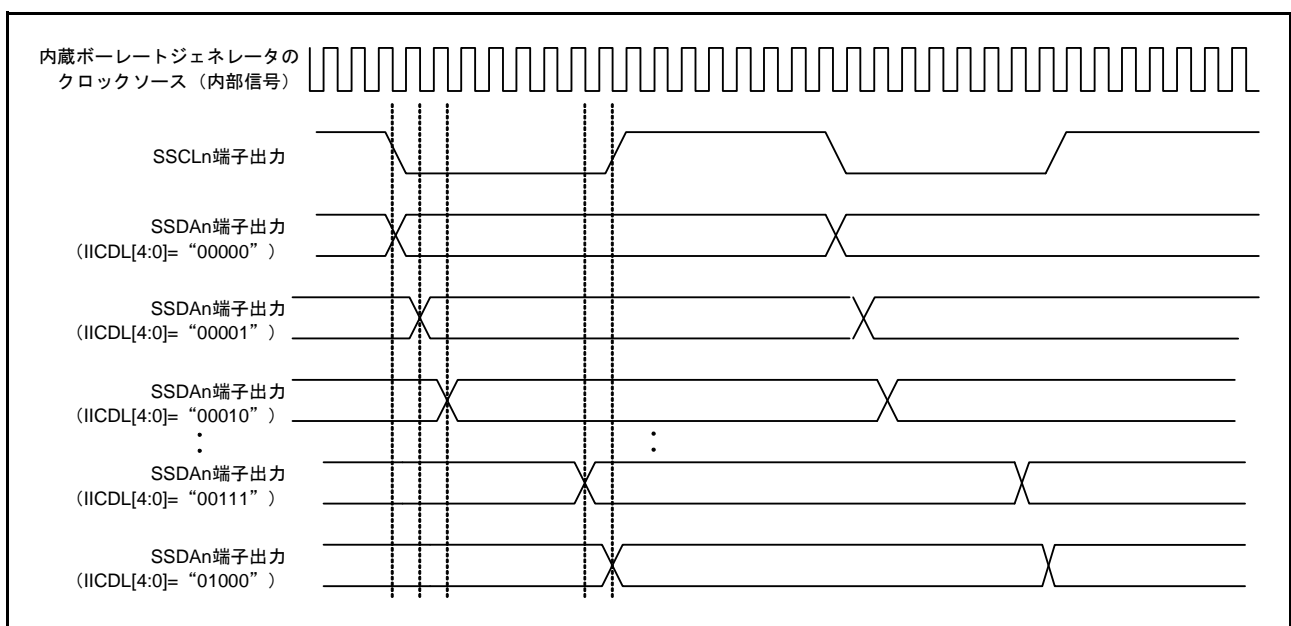 内蔵ボーレートジェネレータの
クロックソース（内部信号）
SSCLn端子出力
SSDAn端子出力
（IICDL[4:0]= “00000” ）
SSDAn端子出力
（IICDL[4:0]= “00001” ）
SSDAn端子出力
（IICDL[4:0]= “00010” ）
SSDAn端子出力
（IICDL[4:0]= “00111” ）
SSDAn端子出力
（IICDL[4:0]= “01000” ）